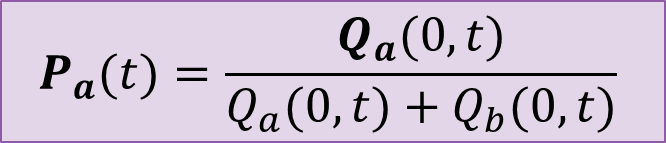 P_a(t) = Q_a(0, t) / (Q_a(0, t) + Q_b(0, t))